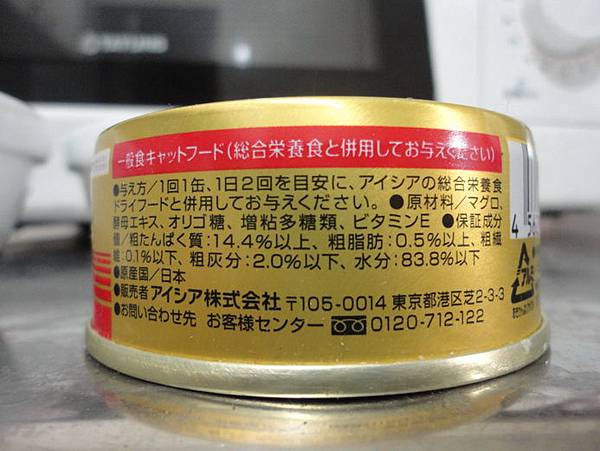 一般食キャットフード(総合栄養食と併用してお与えください)
●与え方/1回1缶、1日2回を目安に、アイシアの総合栄養食
ドライフードと併用してお与えください。●原材料/マグロ、
酵母エキス、オリゴ糖、増粘多糖類、ビタミンE ●保証成分
値/粗たんぱく質:14.4%以上、粗脂肪:0.5%以上、粗繊
維:0.1%以下、粗灰分:2.0%以下、水分:83.8%以下
●原産国/日本
●販売者 アイシア株式会社 〒105-0014 東京都港区芝2-3-3
●お問い合わせ先 お客様センター 0120-712-122
アルミ